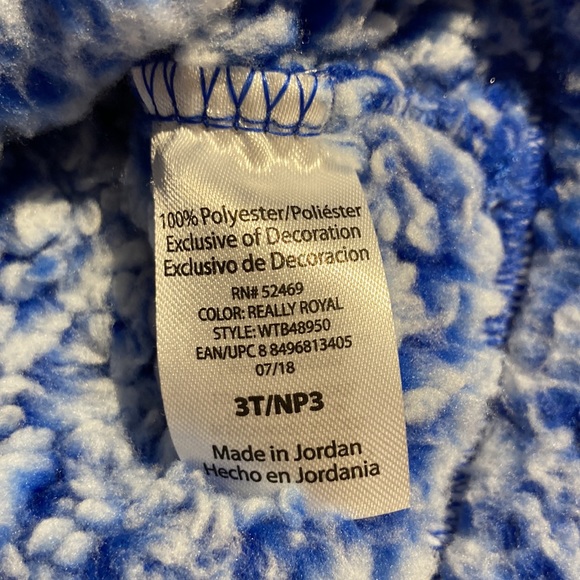 100% Polyester/Poliéster
Exclusive of Decoration
Exclusivo de Decoracion
RN# 52469
COLOR: REALLY ROYAL
STYLE: WTB48950
EAN/UPC 8 8496813405
07/18
3T/NP3
Made in Jordan
Hecho en Jordania